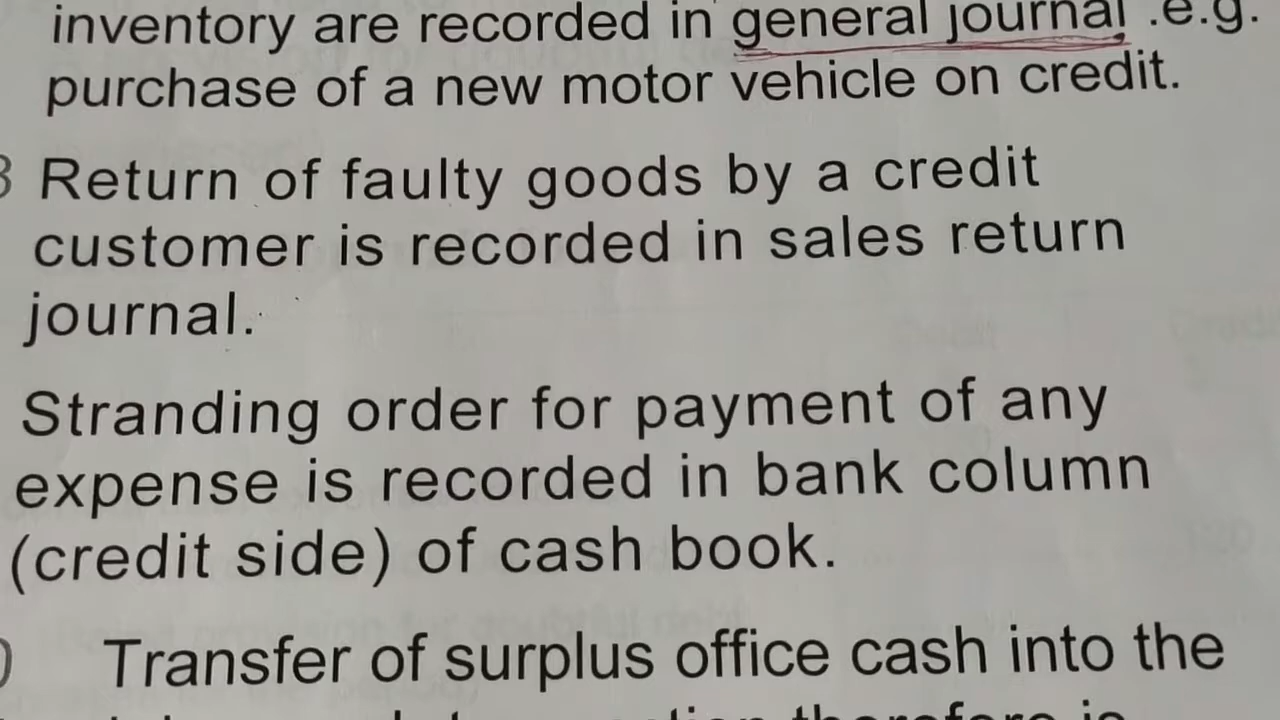 inventory are recorded in general journal .e.g.
purchase of a new motor vehicle on credit.
Return of faulty goods by a credit
customer is recorded in sales return
journal.
Stranding order for payment of any
expense is recorded in bank column
(credit side) of cash book.
Transfer of surplus office cash into the
therefore is